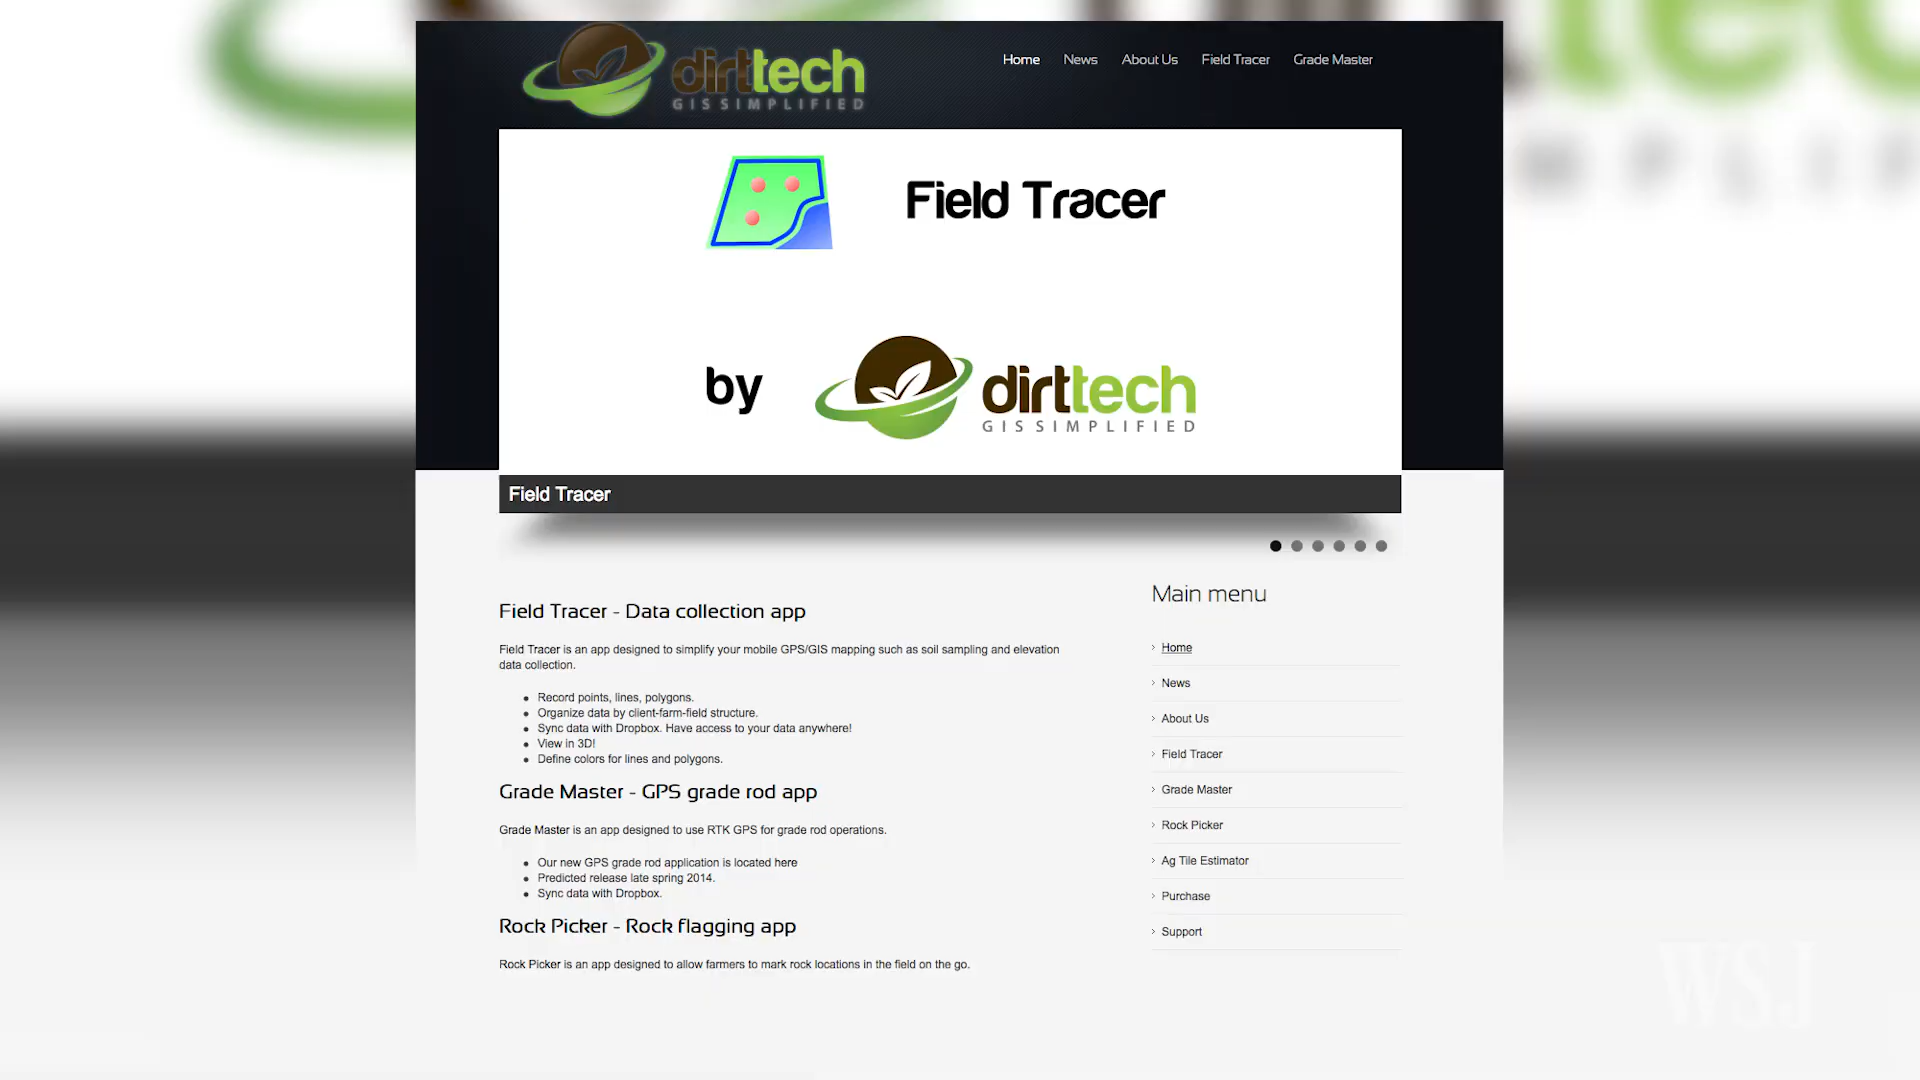 dirttech
GIS SIMPLIFIED
Home News About Us Field Tracer Grade Master
Field Tracer
by dirttech
GIS SIMPLIFIED
Field Tracer
Field Tracer - Data collection app
Field Tracer is an app designed to simplify your mobile GPS/GIS mapping such as soil sampling and elevation
data collection.
Record points, lines, polygons.
Organize data by client-farm-field structure.
Sync data with Dropbox. Have access to your data anywhere!
View in 3D!
Define colors for lines and polygons.
Grade Master - GPS grade rod app
Grade Master is an app designed to use RTK GPS for grade rod operations.
Our new GPS grade rod application is located here
Predicted release late spring 2014.
Sync data with Dropbox.
Rock Picker - Rock flagging app
Rock Picker is an app designed to allow farmers to mark rock locations in the field on the go.
Main menu
Home
News
About Us
Field Tracer
Grade Master
Rock Picker
Ag Tile Estimator
Purchase
Support
WSJ